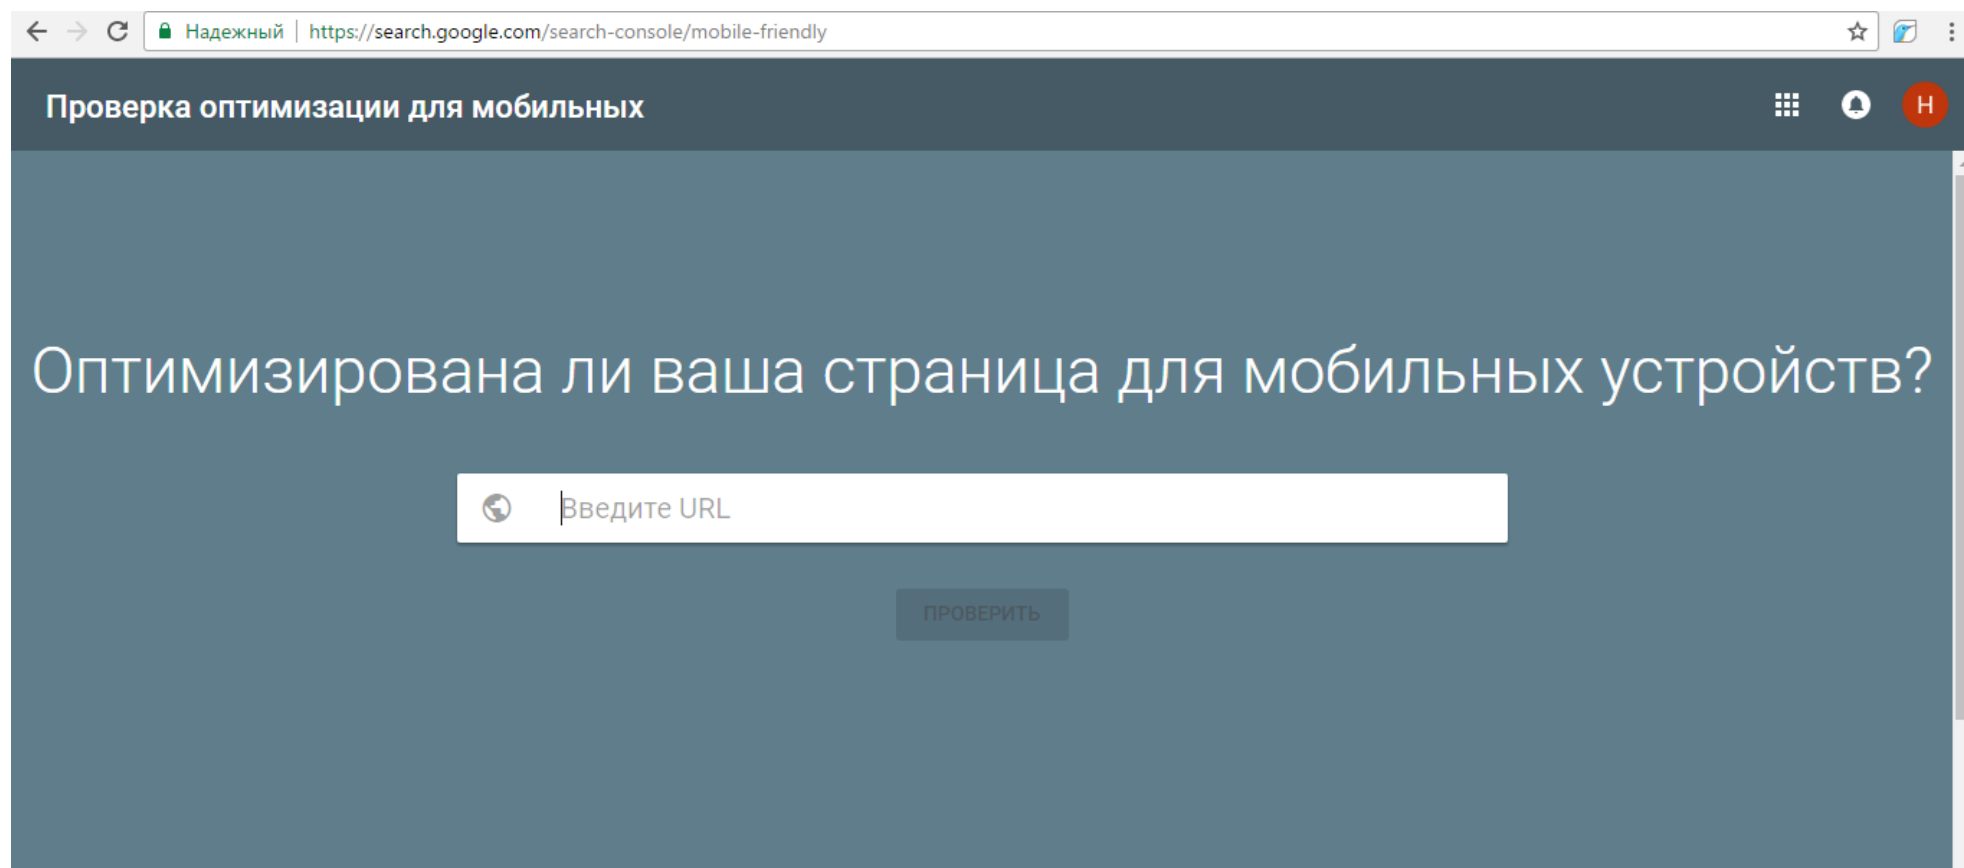 Надежный https://search.google.com/search-console/mobile-friendly
Проверка оптимизации для мобильных
H
Оптимизирована ли ваша страница для мобильных устройств?
Введите URL
ПРОВЕРИТЬ